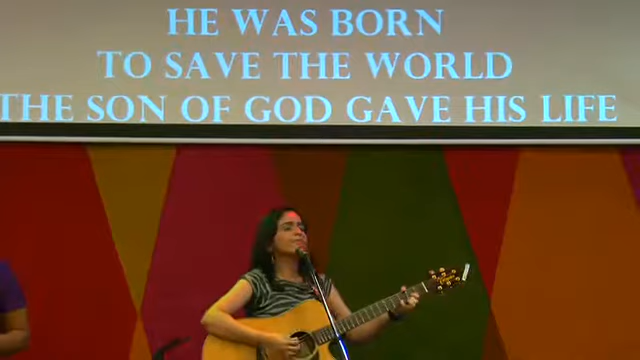 HE WAS BORN
TO SAVE THE WORLD
THE SON OF GOD GAVE HIS LIFE